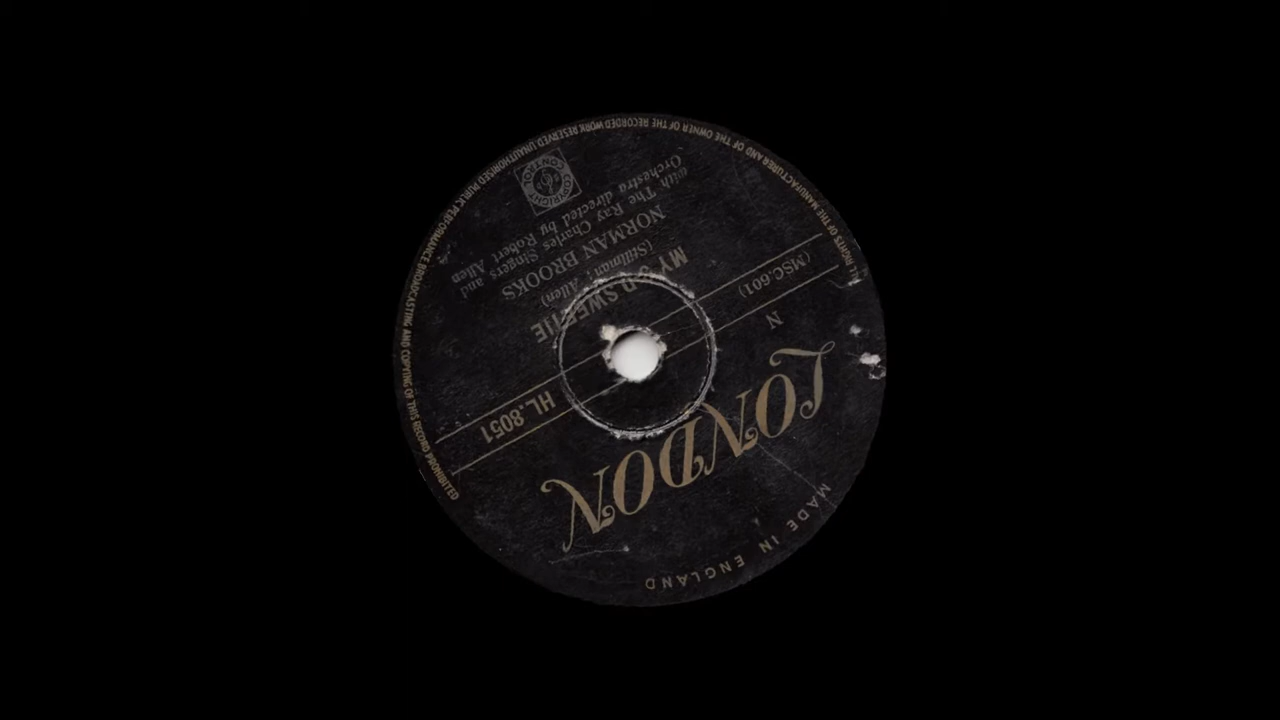 MADE IN ENGLAND
LONDON
N
(MSC.601)
HL.8051
MY SWEETIE
(Stillman; Allen)
NORMAN BROOKS
with The Ray Charles Singers and
Orchestra directed by Robert Allen
COPYRIGHT
CONTROL
ALL RIGHTS OF THE MANUFACTURER AND OF THE OWNER OF THE RECORDED WORK RESERVED UNAUTHORISED PUBLIC PERFORMANCE BROADCASTING AND COPYING OF THIS RECORD PROHIBITED